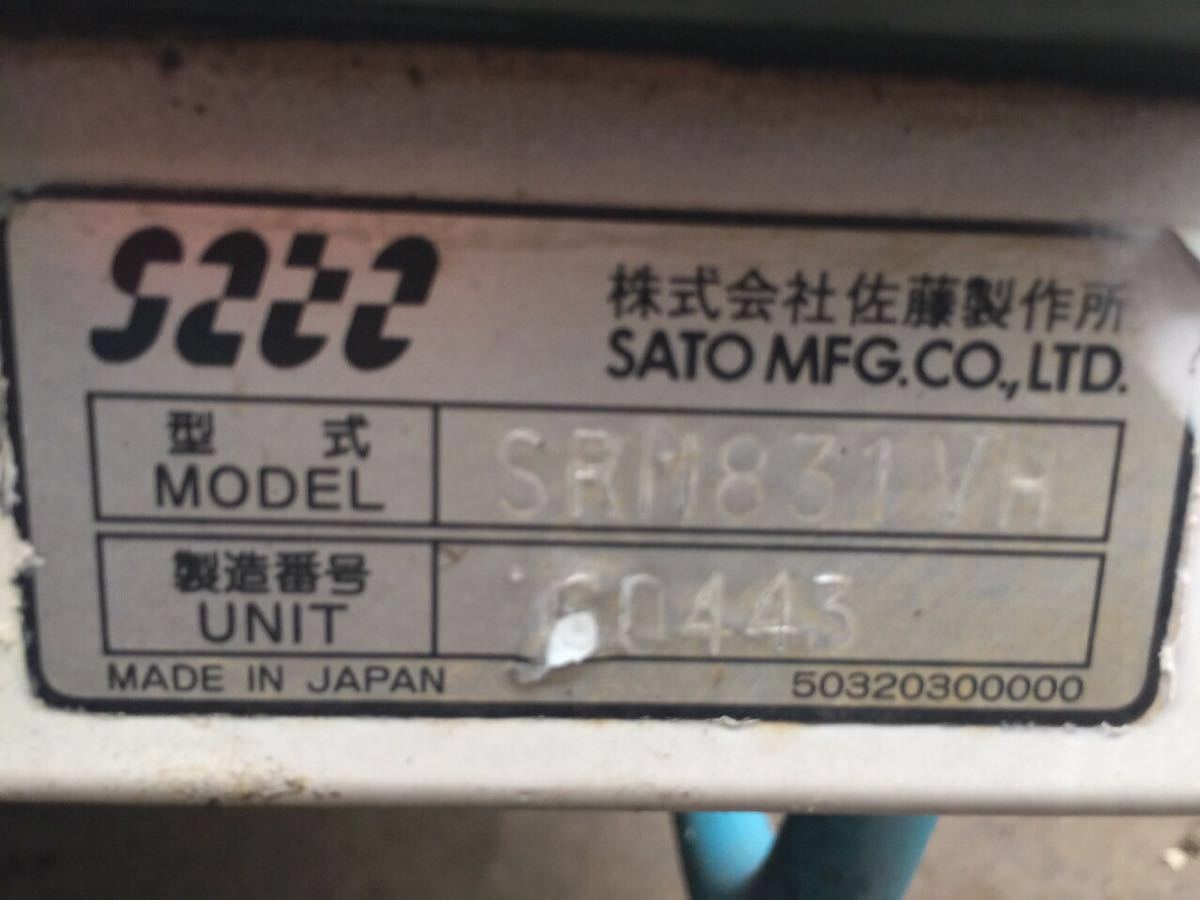 sato
株式会社佐藤製作所
SATO MFG.CO.,LTD.
型 式
MODEL
SRM831VH
製造番号
UNIT
60443
MADE IN JAPAN
50320300000